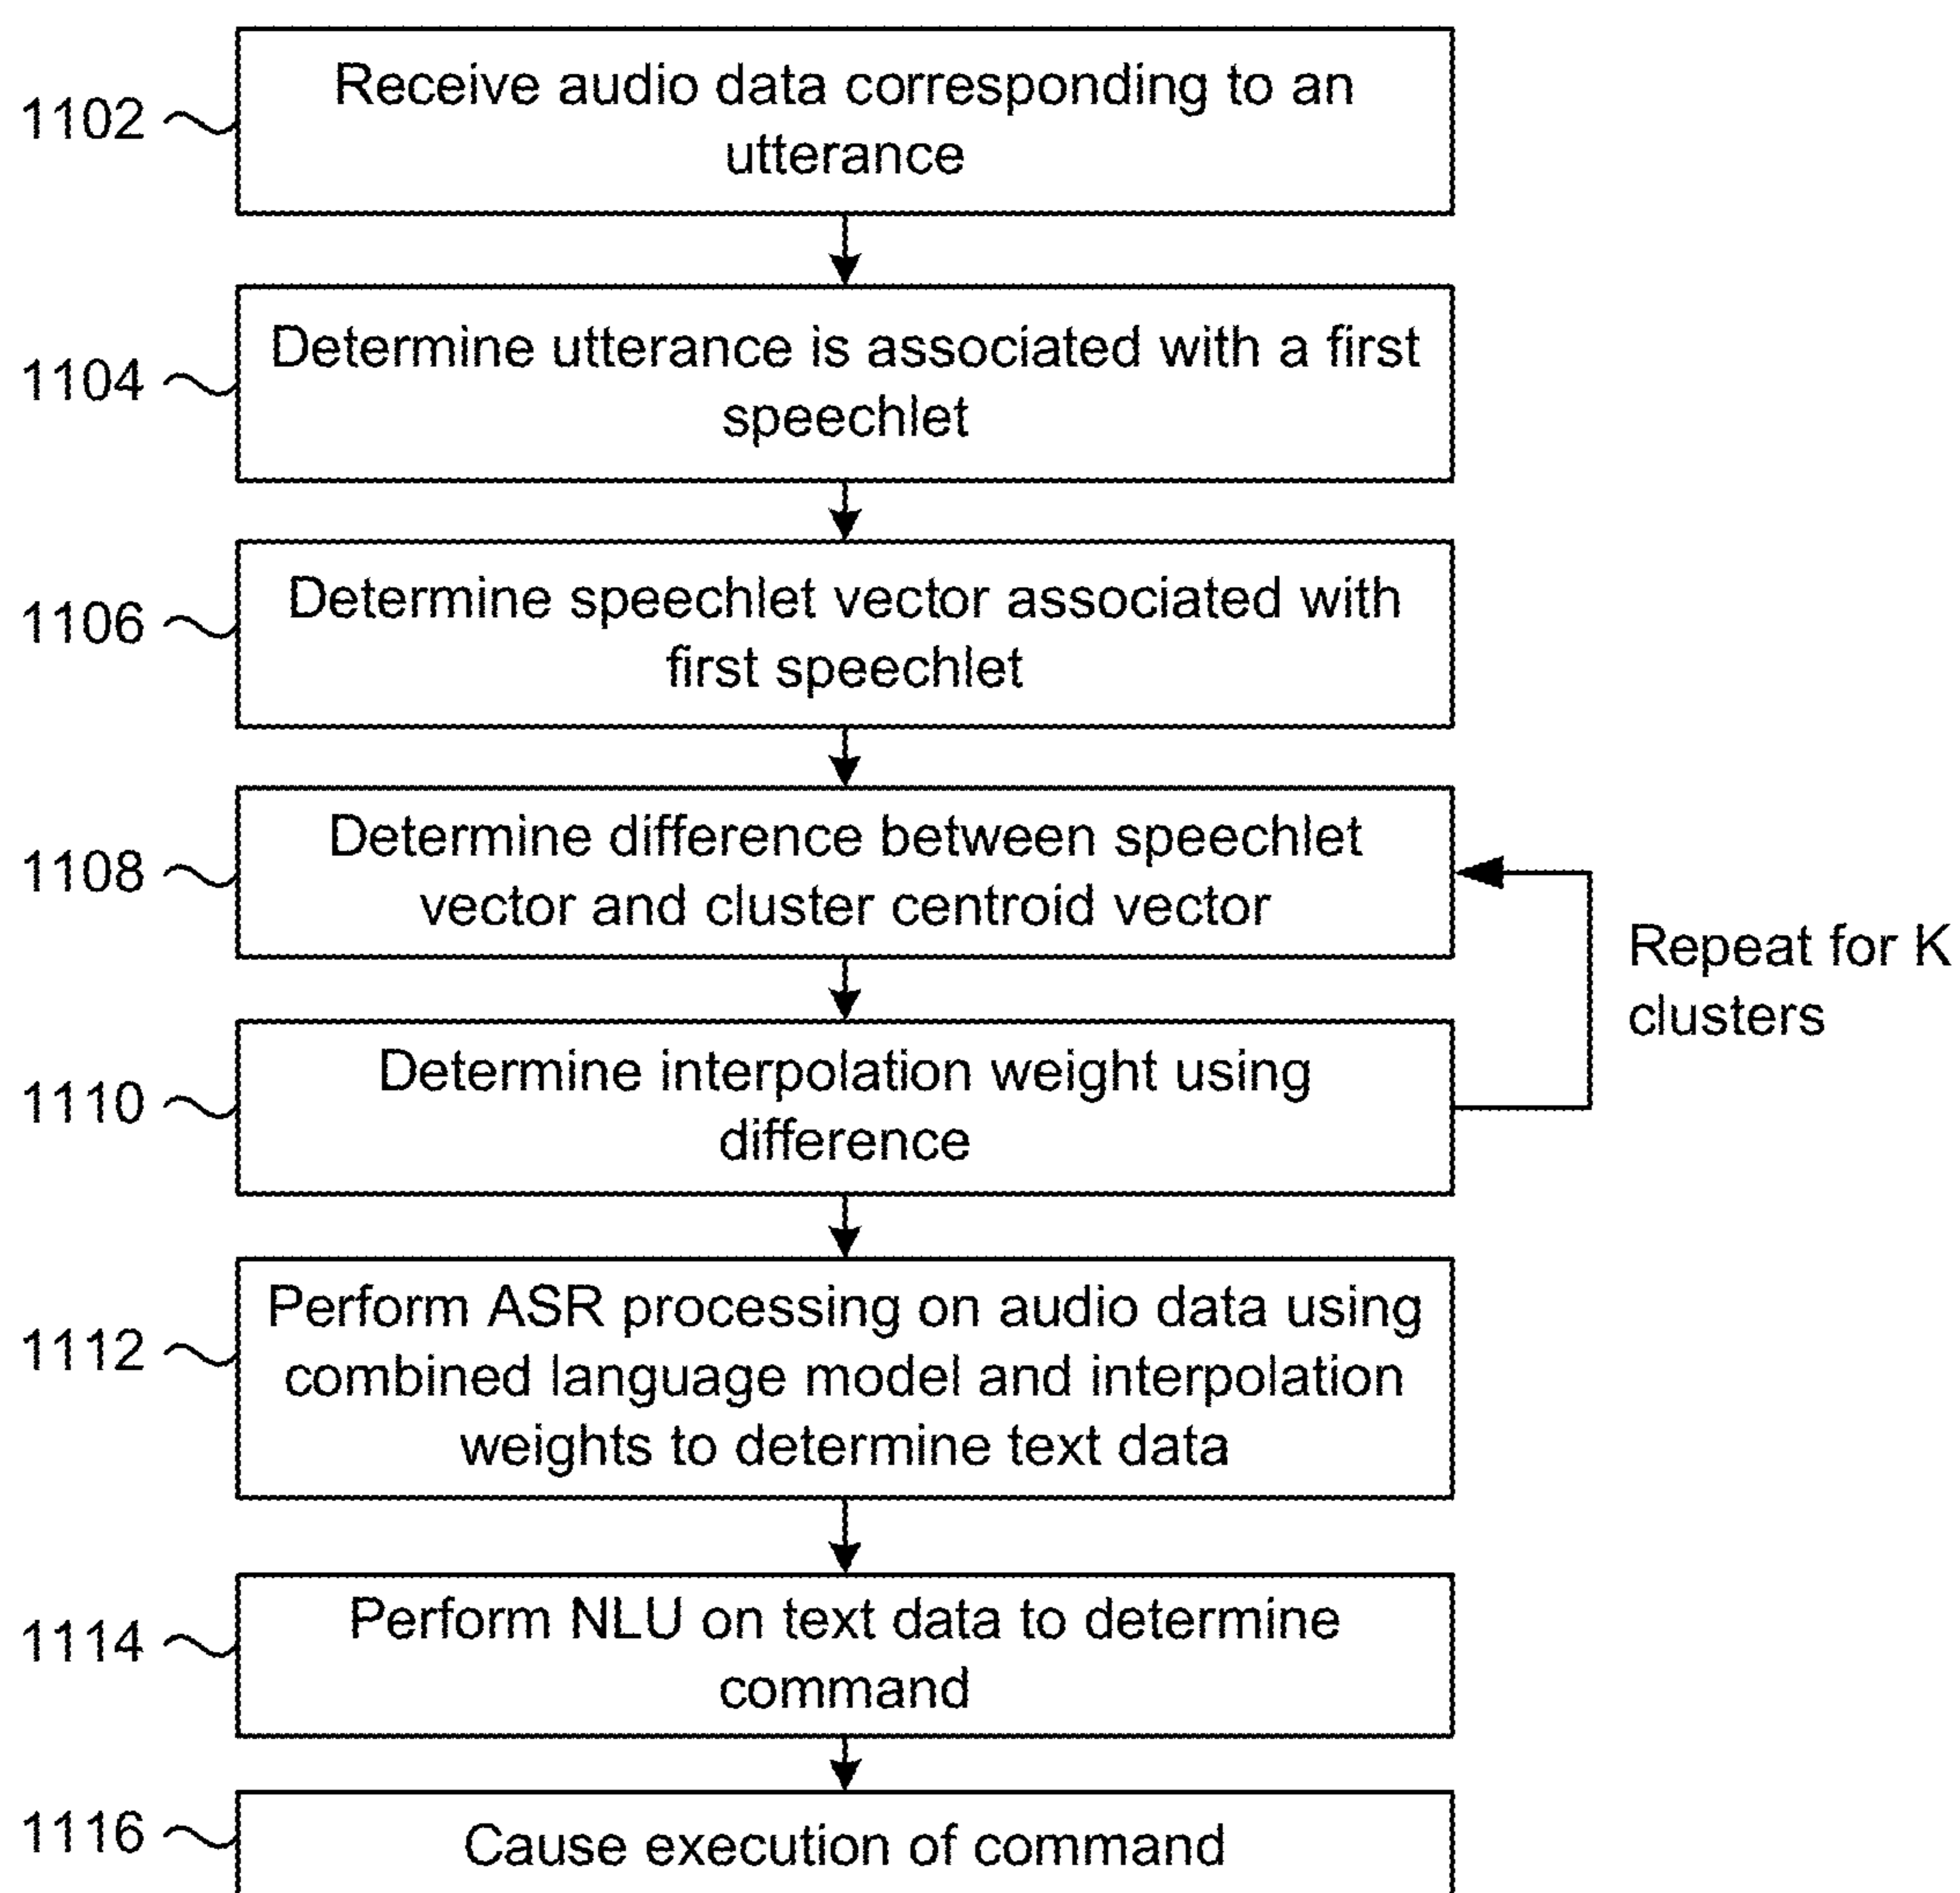 1102
Receive audio data corresponding to an
utterance
1104
Determine utterance is associated with a first
speechlet
1106
Determine speechlet vector associated with
first speechlet
1108
Determine difference between speechlet
vector and cluster centroid vector
Repeat for K
clusters
1110
Determine interpolation weight using
difference
1112
Perform ASR processing on audio data using
combined language model and interpolation
weights to determine text data
1114
Perform NLU on text data to determine
command
1116
Cause execution of command